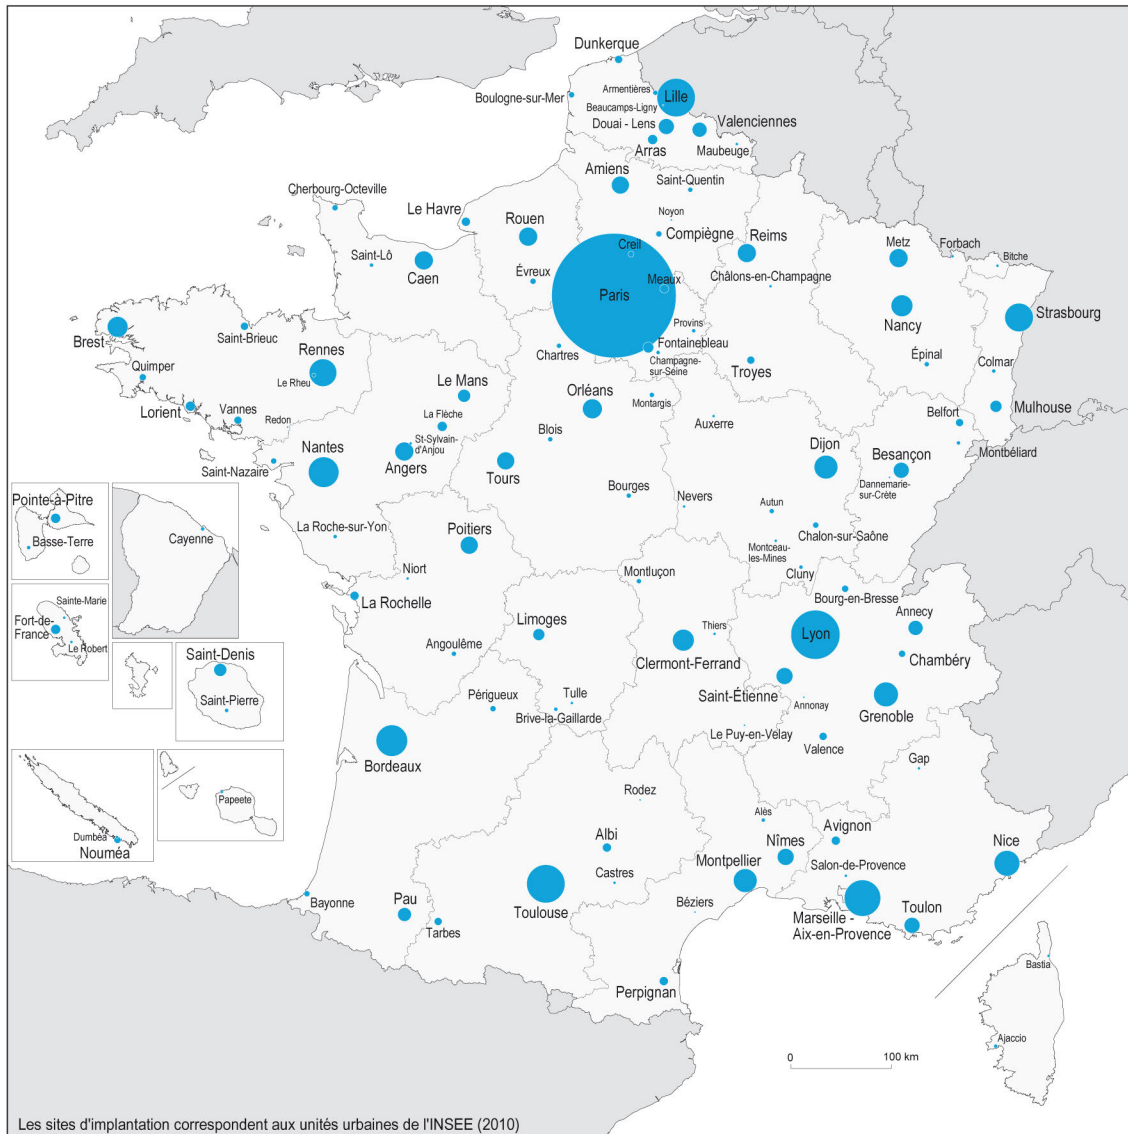 Dunkerque
Armentières
Lille
Boulogne-sur-Mer
Beaucamps-Ligny
Douai - Lens
Valenciennes
Arras
Maubeuge
Amiens
Saint-Quentin
Cherbourg-Octeville
Le Havre
Noyon
Rouen
Compiègne
Reims
Creil
Metz
Forbach
Saint-Lô
Bitche
Caen
Évreux
Meaux
Châlons-en-Champagne
Paris
Strasbourg
Provins
Nancy
Brest
Saint-Brieuc
Fontainebleau
Rennes
Chartres
Champagne-
sur-Seine
Troyes
Épinal
Colmar
Quimper
Le Rheu
Le Mans
Orléans
Montargis
Mulhouse
Lorient
Vannes
Redon
La Flèche
Auxerre
Belfort
Blois
St-Sylvain-
d'Anjou
Nantes
Dijon
Montbéliard
Besançon
Angers
Saint-Nazaire
Tours
Dannemarie-
sur-Crète
Bourges
Nevers
Autun
Pointe-à-Pitre
La Roche-sur-Yon
Poitiers
Chalon-sur-Saône
Cayenne
Basse-Terre
Montceau-
les-Mines
Cluny
Niort
Montluçon
Bourg-en-Bresse
Sainte-Marie
La Rochelle
Annecy
Fort-de-
France
Limoges
Thiers
Lyon
Le Robert
Angoulême
Saint-Denis
Clermont-Ferrand
Chambéry
Saint-Pierre
Périgueux
Tulle
Saint-Étienne
Annonay
Grenoble
Brive-la-Gaillarde
Le Puy-en-Velay
Valence
Bordeaux
Gap
Papeete
Rodez
Alès
Dumbéa
Nouméa
Albi
Avignon
Nîmes
Nice
Montpellier
Salon-de-Provence
Castres
Toulouse
Bayonne
Pau
Béziers
Marseille -
Aix-en-Provence
Toulon
Tarbes
Bastia
Perpignan
Ajaccio
0
100 km
Les sites d'implantation correspondent aux unités urbaines de l'INSEE (2010)